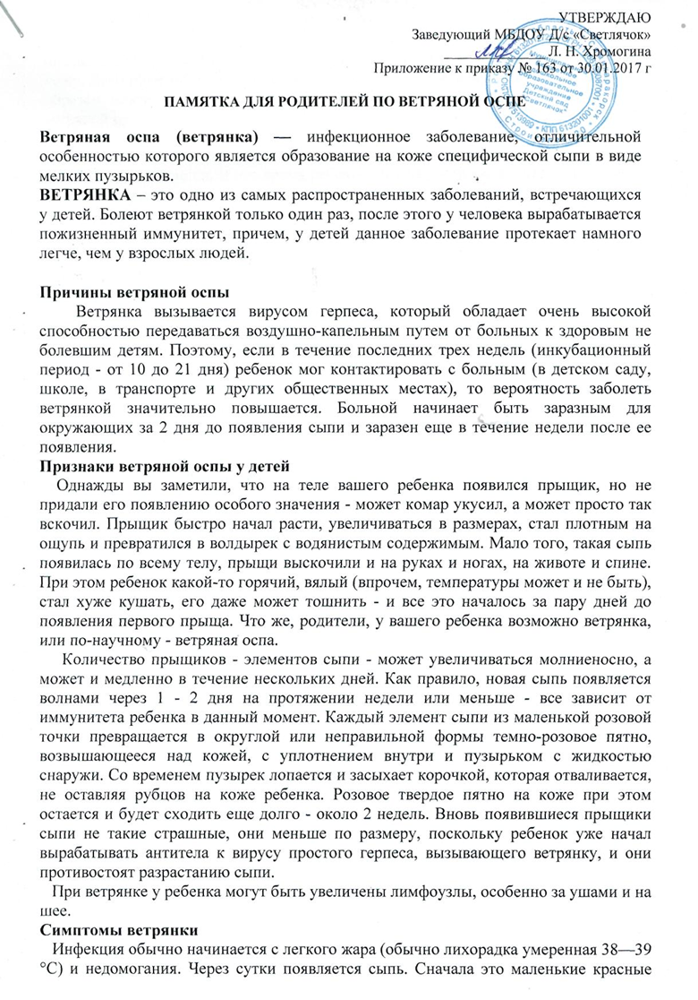 УТВЕРЖДАЮ
Заведующий МБДОУ Д/с «Светлячок»
Л. Н. Хромогина
Приложение к приказу № 163 от 30.01.2017 г
ПАМЯТКА ДЛЯ РОДИТЕЛЕЙ ПО ВЕТРЯНОЙ ОСПЕ
Ветряная оспа (ветрянка) — инфекционное заболевание, отличительной
особенностью которого является образование на коже специфической сыпи в виде
мелких пузырьков.
ВЕТРЯНКА – это одно из самых распространенных заболеваний, встречающихся
у детей. Болеют ветрянкой только один раз, после этого у человека вырабатывается
пожизненный иммунитет, причем, у детей данное заболевание протекает намного
легче, чем у взрослых людей.
Причины ветряной оспы
Ветрянка вызывается вирусом герпеса, который обладает очень высокой
способностью передаваться воздушно-капельным путем от больных к здоровым не
болевшим детям. Поэтому, если в течение последних трех недель (инкубационный
период - от 10 до 21 дня) ребенок мог контактировать с больным (в детском саду,
школе, в транспорте и других общественных местах), то вероятность заболеть
ветрянкой значительно повышается. Больной начинает быть заразным для
окружающих за 2 дня до появления сыпи и заразен еще в течение недели после ее
появления.
Признаки ветряной оспы у детей
Однажды вы заметили, что на теле вашего ребенка появился прыщик, но не
придали его появлению особого значения - может комар укусил, а может просто так
вскочил. Прыщик быстро начал расти, увеличиваться в размерах, стал плотным на
ощупь и превратился в волдырек с водянистым содержимым. Мало того, такая сыпь
появилась по всему телу, прыщи выскочили и на руках и ногах, на животе и спине.
При этом ребенок какой-то горячий, вялый (впрочем, температуры может и не быть),
стал хуже кушать, его даже может тошнить - и все это началось за пару дней до
появления первого прыща. Что же, родители, у вашего ребенка возможно ветрянка,
или по-научному - ветряная оспа.
Количество прыщиков - элементов сыпи - может увеличиваться молниеносно, а
может и медленно в течение нескольких дней. Как правило, новая сыпь появляется
волнами через 1 - 2 дня на протяжении недели или меньше - все зависит от
иммунитета ребенка в данный момент. Каждый элемент сыпи из маленькой розовой
точки превращается в округлой или неправильной формы темно-розовое пятно,
возвышающееся над кожей, с уплотнением внутри и пузырьком с жидкостью
снаружи. Со временем пузырек лопается и засыхает корочкой, которая отваливается,
не оставляя рубцов на коже ребенка. Розовое твердое пятно на коже при этом
остается и будет сходить еще долго - около 2 недель. Вновь появившиеся прыщики
сыпи не такие страшные, они меньше по размеру, поскольку ребенок уже начал
вырабатывать антитела к вирусу простого герпеса, вызывающего ветрянку, и они
противостоят разрастанию сыпи.
При ветрянке у ребенка могут быть увеличены лимфоузлы, особенно за ушами и на
шее.
Симптомы ветрянки
Инфекция обычно начинается с легкого жара (обычно лихорадка умеренная 38—39
°C) и недомогания. Через сутки появляется сыпь. Сначала это маленькие красные